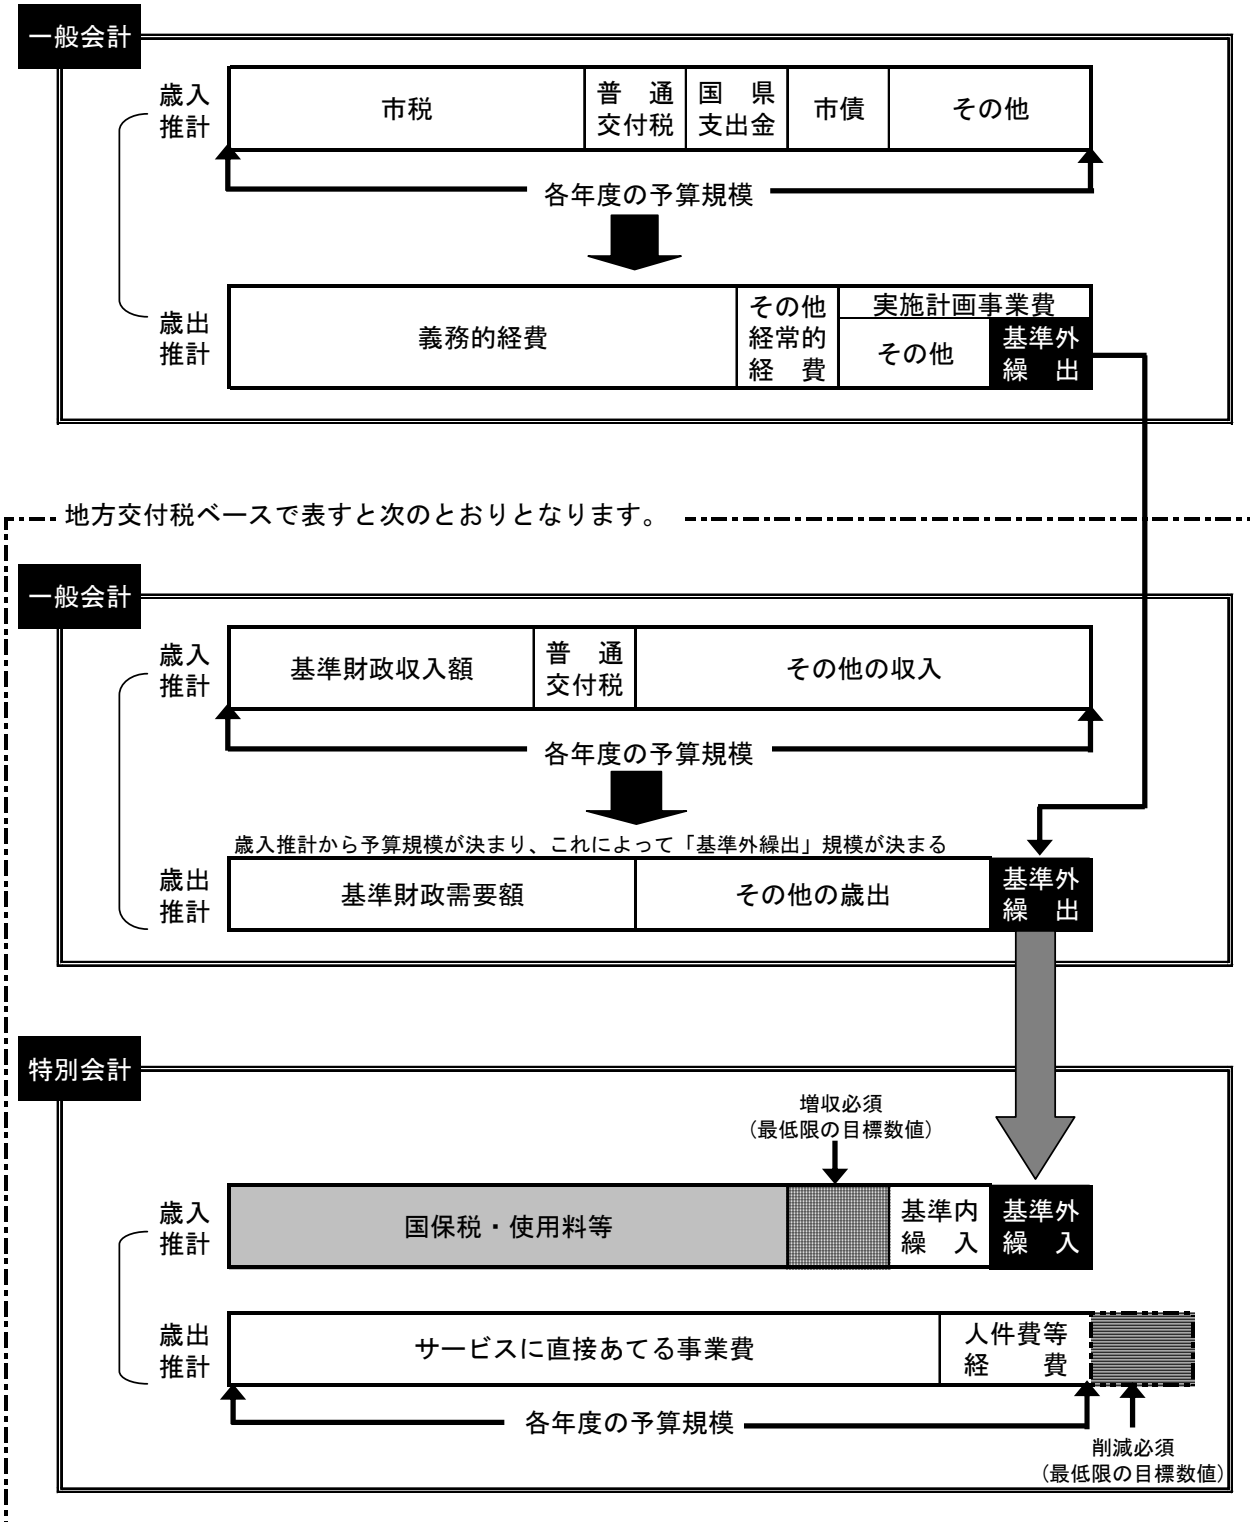 一般会計
歳入
推計
市税
普　通
交付税
国　県
支出金
市債
その他
各年度の予算規模
歳出
推計
義務的経費
その他
経常的
経　費
実施計画事業費
その他
基準外
繰　出
地方交付税ベースで表すと次のとおりとなります。
一般会計
歳入
推計
基準財政収入額
普　通
交付税
その他の収入
各年度の予算規模
歳入推計から予算規模が決まり、これによって「基準外繰出」規模が決まる
歳出
推計
基準財政需要額
その他の歳出
基準外
繰　出
特別会計
増収必須
（最低限の目標数値）
歳入
推計
国保税・使用料等
基準内
繰　入
基準外
繰　入
歳出
推計
サービスに直接あてる事業費
人件費等
経　　費
各年度の予算規模
削減必須
（最低限の目標数値）